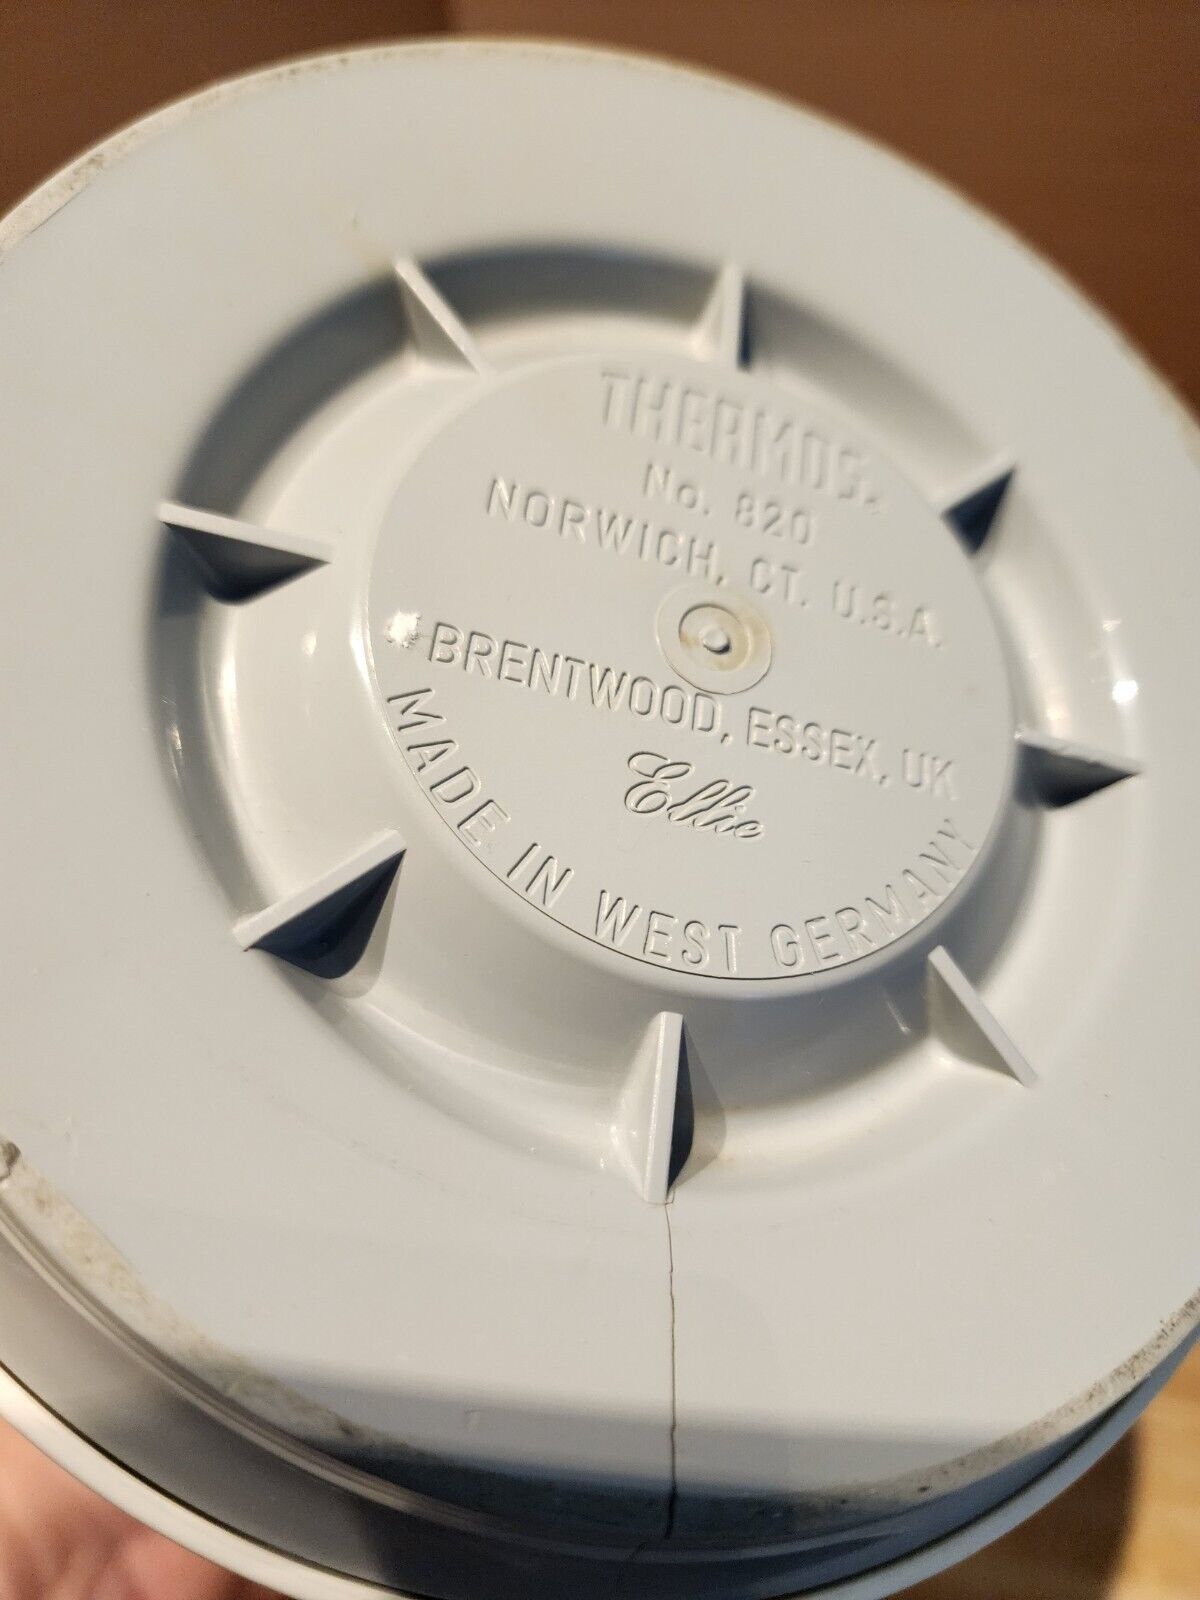 THERMOS®
No. 820
NORWICH, CT. U.S.A.
BRENTWOOD, ESSEX, UK
Ellie
MADE IN WEST GERMANY